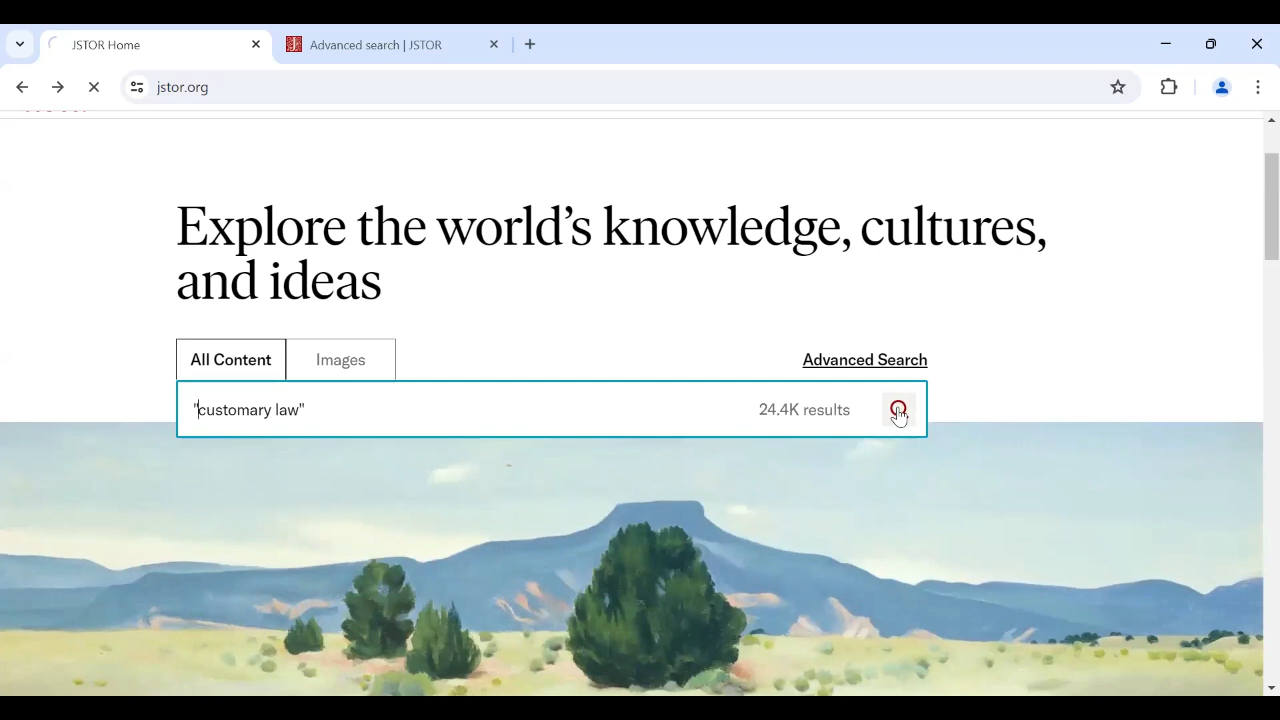 JSTOR Home
Advanced search | JSTOR
jstor.org
Explore the world's knowledge, cultures,
and ideas
All Content
Images
Advanced Search
"customary law"
24.4K results